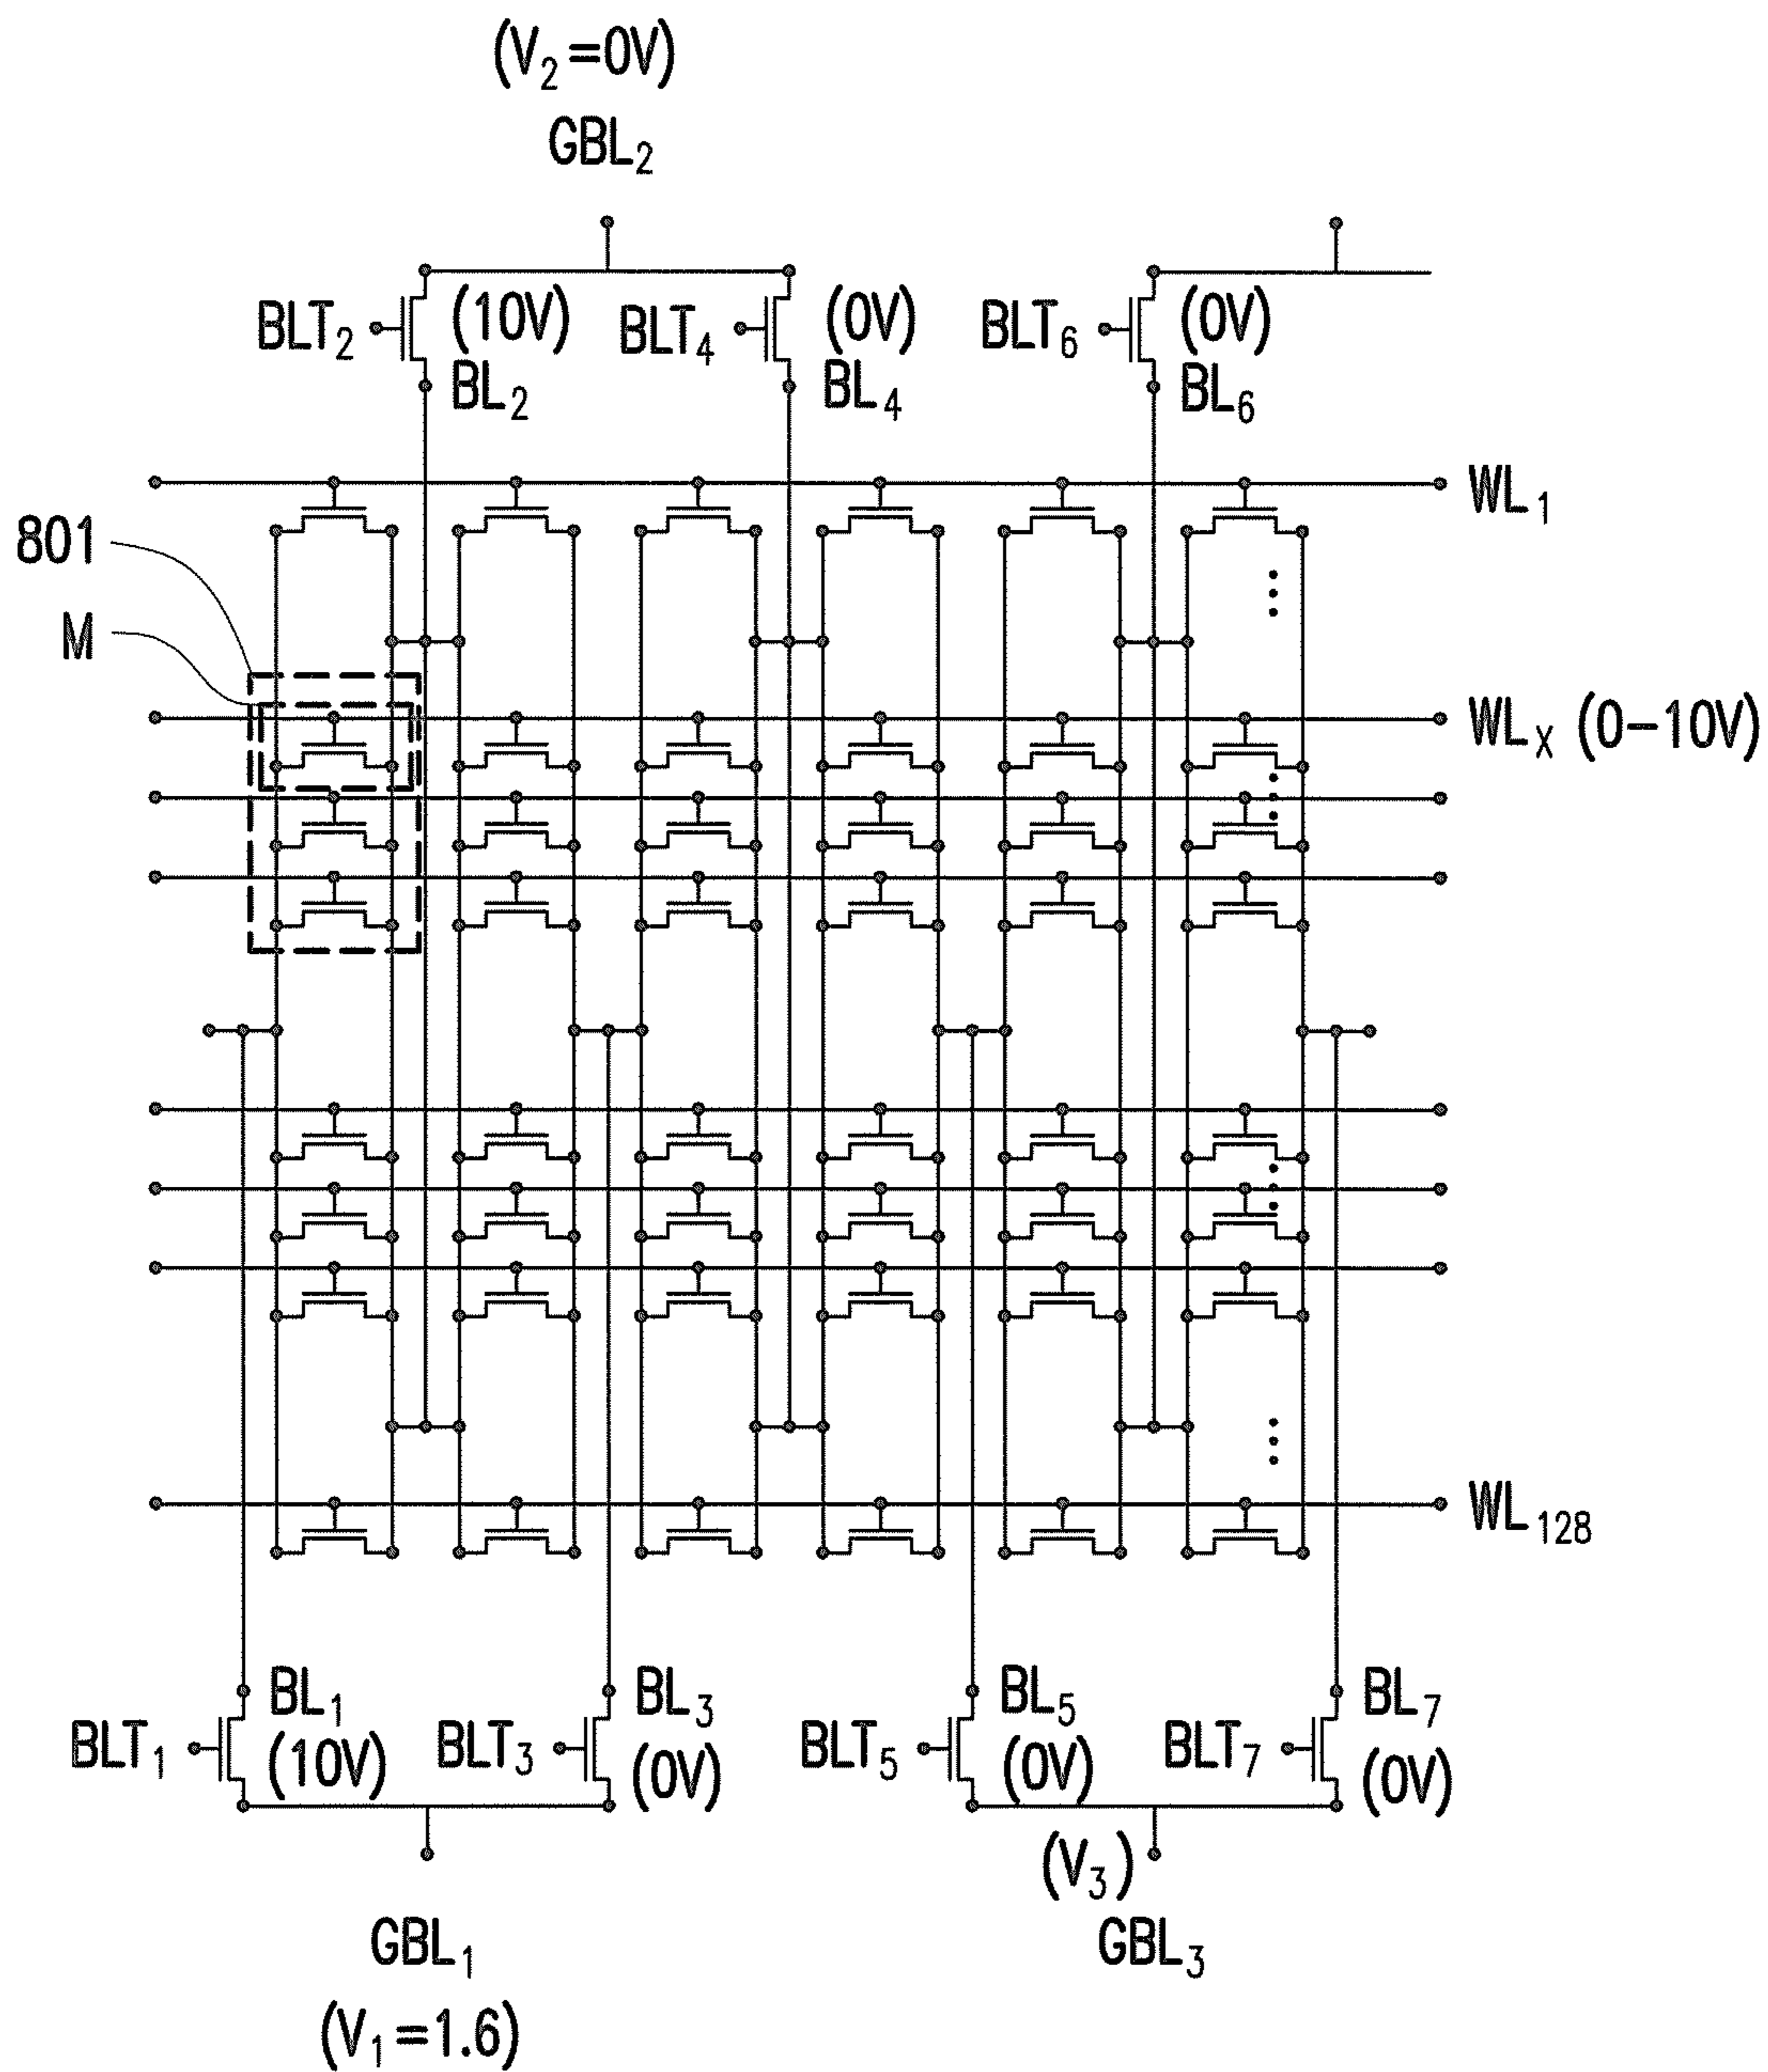 (V₂=0V)
GBL₂
BLT₂ (10V) BLT₄ (0V) BLT₆ (0V)
BL₂ BL₄ BL₆
WL₁
801
M
WLₓ (0-10V)
WL₁₂₈
BL₁ BL₃ BL₅ BL₇
BLT₁ (10V) BLT₃ (0V) BLT₅ (0V) BLT₇ (0V)
(V₃)
GBL₁ GBL₃
(V₁=1.6)